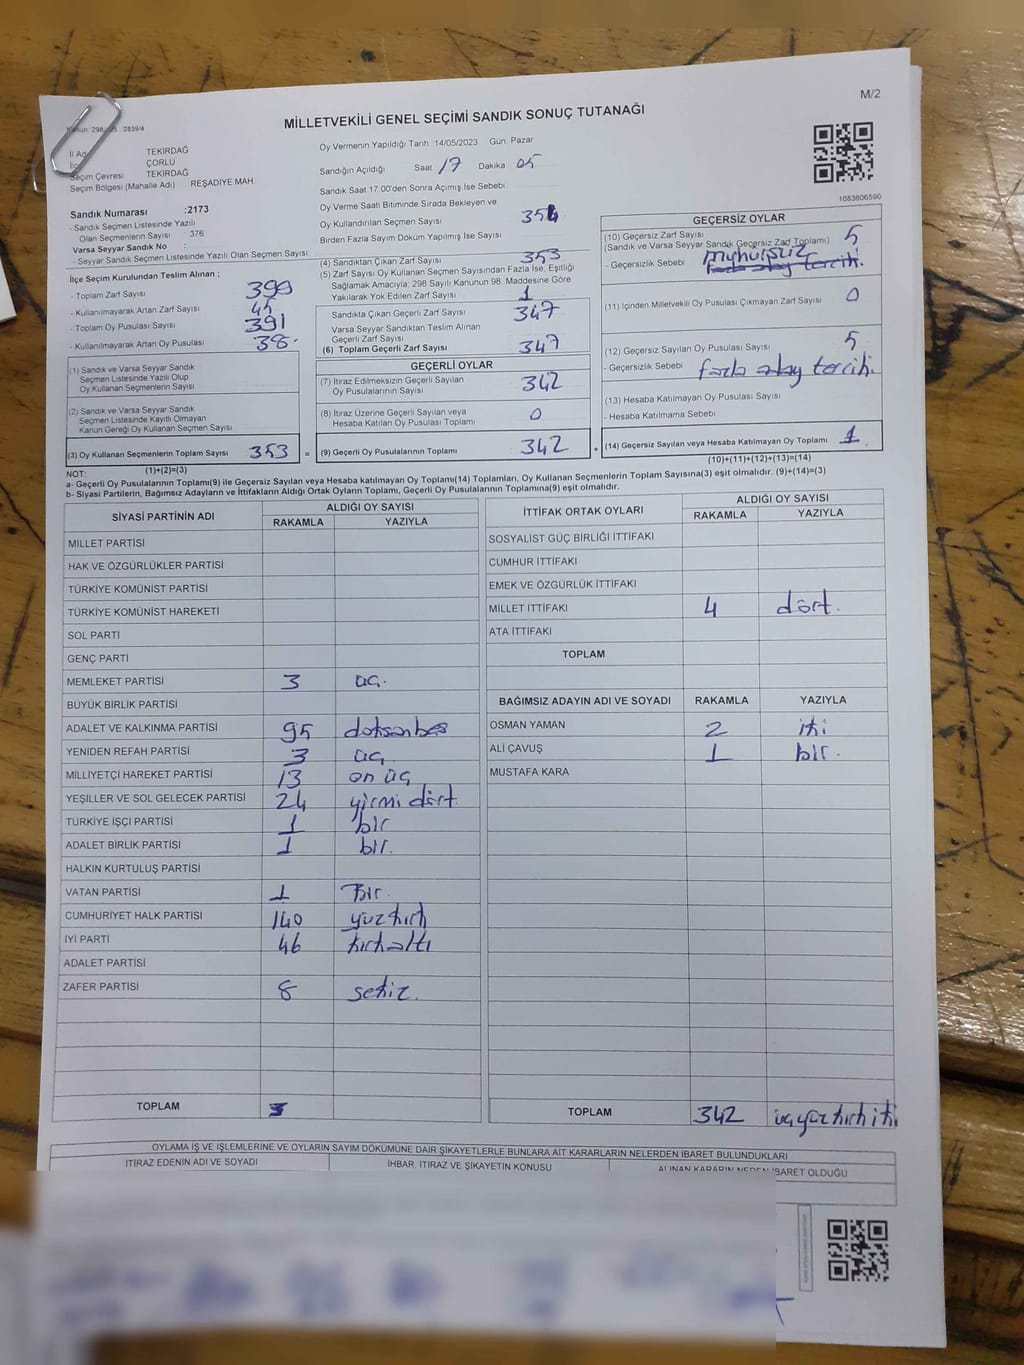 M/2
Kanun: 298 2839/4
MİLLETVEKİLİ GENEL SEÇİMİ SANDIK SONUÇ TUTANAĞI
İl Adı TEKİRDAĞ
İlçe ÇORLU
Seçim Çevresi TEKİRDAĞ
Seçim Bölgesi (Mahalle Adı) REŞADİYE MAH.
Sandık Numarası :2173
- Sandık Seçmen Listesinde Yazılı
Olan Seçmenlerin Sayısı 376
Varsa Seyyar Sandık No :
- Seyyar Sandık Seçmen Listesinde Yazılı Olan Seçmen Sayısı:
İlçe Seçim Kurulundan Teslim Alınan ;
- Toplam Zarf Sayısı 399
- Kullanılmayarak Artan Zarf Sayısı 45
- Toplam Oy Pusulası Sayısı 391
- Kullanılmayarak Artan Oy Pusulası 38
(1) Sandık ve Varsa Seyyar Sandık
Seçmen Listesinde Yazılı Olup
Oy Kullanan Seçmenlerin Sayısı
(2) Sandık ve Varsa Seyyar Sandık
Seçmen Listesinde Kayıtlı Olmayan
Kanun Gereği Oy Kullanan Seçmen Sayısı
(3) Oy Kullanan Seçmenlerin Toplam Sayısı 353 =
(1)+(2)=(3)
Oy Vermenin Yapıldığı Tarih: 14/05/2023 Gün: Pazar
Sandığın Açıldığı Saat 17 Dakika 05
Sandık Saat 17:00'den Sonra Açımış İse Sebebi
Oy Verme Saati Bitiminde Sırada Bekleyen ve
Oy Kullandırılan Seçmen Sayısı 354
Birden Fazla Sayım Döküm Yapılmış İse Sayısı
(4) Sandıktan Çıkan Zarf Sayısı 353
(5) Zarf Sayısı Oy Kullanan Seçmen Sayısından Fazla İse, Eşitliği
Sağlamak Amacıyla; 298 Sayılı Kanunun 98. Maddesine Göre
Yakılarak Yok Edilen Zarf Sayısı 1
Sandıkta Çıkan Geçerli Zarf Sayısı 347
Varsa Seyyar Sandıktan Teslim Alınan
Geçerli Zarf Sayısı
(6) Toplam Geçerli Zarf Sayısı 347
GEÇERLİ OYLAR
(7) İtiraz Edilmeksizin Geçerli Sayılan
Oy Pusulalarının Sayısı 342
(8) İtiraz Üzerine Geçerli Sayılan veya
Hesaba Katılan Oy Pusulası Toplamı 0
(9) Geçerli Oy Pusulalarının Toplamı 342 +
1083606590
GEÇERSİZ OYLAR
(10) Geçersiz Zarf Sayısı
(Sandık ve Varsa Seyyar Sandık Geçersiz Zarf Toplamı) 5
- Geçersizlik Sebebi mühürsüz
(11) İçinden Milletvekili Oy Pusulası Çıkmayan Zarf Sayısı 0
(12) Geçersiz Sayılan Oy Pusulası Sayısı 5
- Geçersizlik Sebebi fazla aday tercih.
(13) Hesaba Katılmayan Oy Pusulası Sayısı
- Hesaba Katılmama Sebebi
(14) Geçersiz Sayılan veya Hesaba Katılmayan Oy Toplamı 1
(10)+(11)+(12)+(13)=(14)
NOT:
a- Geçerli Oy Pusulalarının Toplamı(9) ile Geçersiz Sayılan veya Hesaba Katılmayan Oy Toplamı(14) Toplamları, Oy Kullanan Seçmenlerin Toplam Sayısına(3) eşit olmalıdır. (9)+(14)=(3)
b- Siyasi Partilerin, Bağımsız Adayların ve İttifakların Aldığı Ortak Oyların Toplamı, Geçerli Oy Pusulalarının Toplamına(9) eşit olmalıdır.
SİYASİ PARTİNİN ADI ALDIĞI OY SAYISI
RAKAMLA YAZIYLA
MİLLET PARTİSİ
HAK VE ÖZGÜRLÜKLER PARTİSİ
TÜRKİYE KOMÜNİST PARTİSİ
TÜRKİYE KOMÜNİST HAREKETİ
SOL PARTİ
GENÇ PARTİ
MEMLEKET PARTİSİ 3 üç.
BÜYÜK BİRLİK PARTİSİ
ADALET VE KALKINMA PARTİSİ 95 doksanbeş
YENİDEN REFAH PARTİSİ 3 üç
MİLLİYETÇİ HAREKET PARTİSİ 13 on üç
YEŞİLLER VE SOL GELECEK PARTİSİ 24 yirmi dört
TÜRKİYE İŞÇİ PARTİSİ 1 bir
ADALET BİRLİK PARTİSİ 1 bir.
HALKIN KURTULUŞ PARTİSİ
VATAN PARTİSİ 1 Bir.
CUMHURİYET HALK PARTİSİ 140 yüzkırk
İYİ PARTİ 46 kırkaltı
ADALET PARTİSİ
ZAFER PARTİSİ 8 sekiz.
TOPLAM 3
İTTİFAK ORTAK OYLARI ALDIĞI OY SAYISI
RAKAMLA YAZIYLA
SOSYALİST GÜÇ BİRLİĞİ İTTİFAKI
CUMHUR İTTİFAKI
EMEK VE ÖZGÜRLÜK İTTİFAKI
MİLLET İTTİFAKI 4 dört.
ATA İTTİFAKI
TOPLAM
BAĞIMSIZ ADAYIN ADI VE SOYADI RAKAMLA YAZIYLA
OSMAN YAMAN 2 iki
ALİ ÇAVUŞ 1 bir.
MUSTAFA KARA
TOPLAM 342 üçyüzkırkiki
OYLAMA İŞ VE İŞLEMLERİNE VE OYLARIN SAYIM DÖKÜMÜNE DAİR ŞİKAYETLERLE BUNLARA AİT KARARLARIN NELERDEN İBARET BULUNDUKLARI
İTİRAZ EDENİN ADI VE SOYADI İHBAR, İTİRAZ VE ŞİKAYETİN KONUSU ALINAN KARARIN NEDEN İBARET OLDUĞU